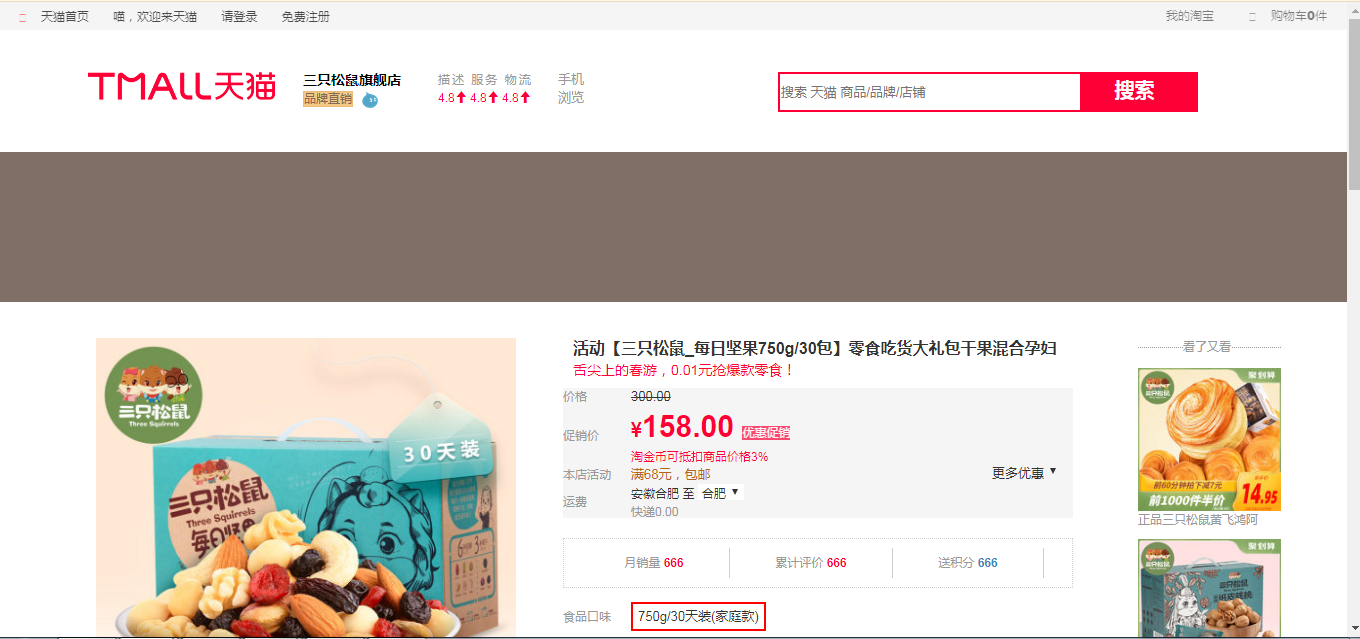 天猫首页 喵，欢迎来天猫 请登录 免费注册 我的淘宝 购物车0件
TMALL天猫
三只松鼠旗舰店
品牌直销
描述 服务 物流
4.8 4.8 4.8
手机
浏览
搜索 天猫 商品/品牌/店铺
搜索
三只松鼠
Three Squirrels
30天装
三只松鼠
Three Squirrels
每日坚果
活动【三只松鼠_每日坚果750g/30包】零食吃货大礼包干果混合孕妇
舌尖上的春游，0.01元抢爆款零食！
价格 300.00
促销价 ¥158.00 优惠促销
淘金币可抵扣商品价格3%
本店活动 满68元，包邮 更多优惠
运费 安徽合肥 至 合肥
快递0.00
月销量 666 累计评价 666 送积分 666
食品口味 750g/30天装(家庭款)
看了又看
聚划算
前60分钟拍下减7元
前1000件半价
14.95
正品三只松鼠黄飞鸿阿
聚划算
三只松鼠